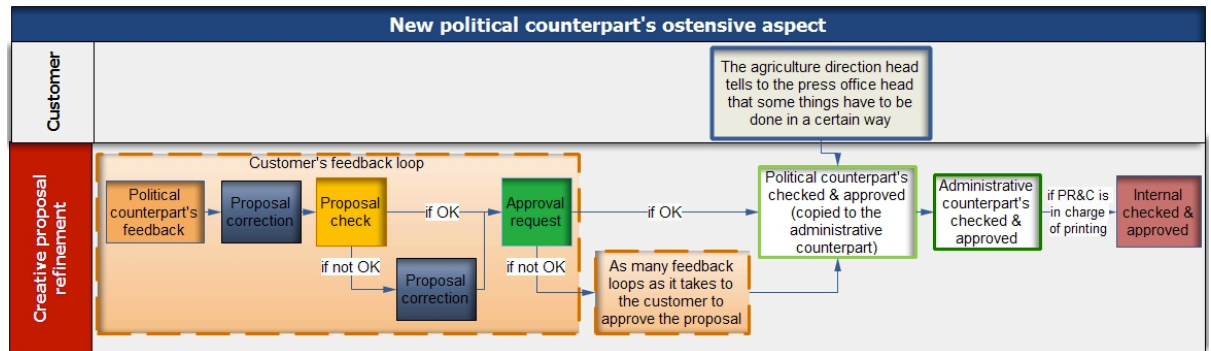 New political counterpart's ostensive aspect
Customer
The agriculture direction head
tells to the press office head
that some things have to be
done in a certain way
Creative proposal
refinement
Customer's feedback loop
Political
counterpart's
feedback
Proposal
correction
Proposal
check
if OK
if not OK
Proposal
correction
Approval
request
if OK
if not OK
As many feedback
loops as it takes to
the customer to
approve the proposal
Political counterpart's
checked & approved
(copied to the
administrative
counterpart)
Administrative
counterpart's
checked &
approved
if PR&C is
in charge
of printing
Internal
checked &
approved